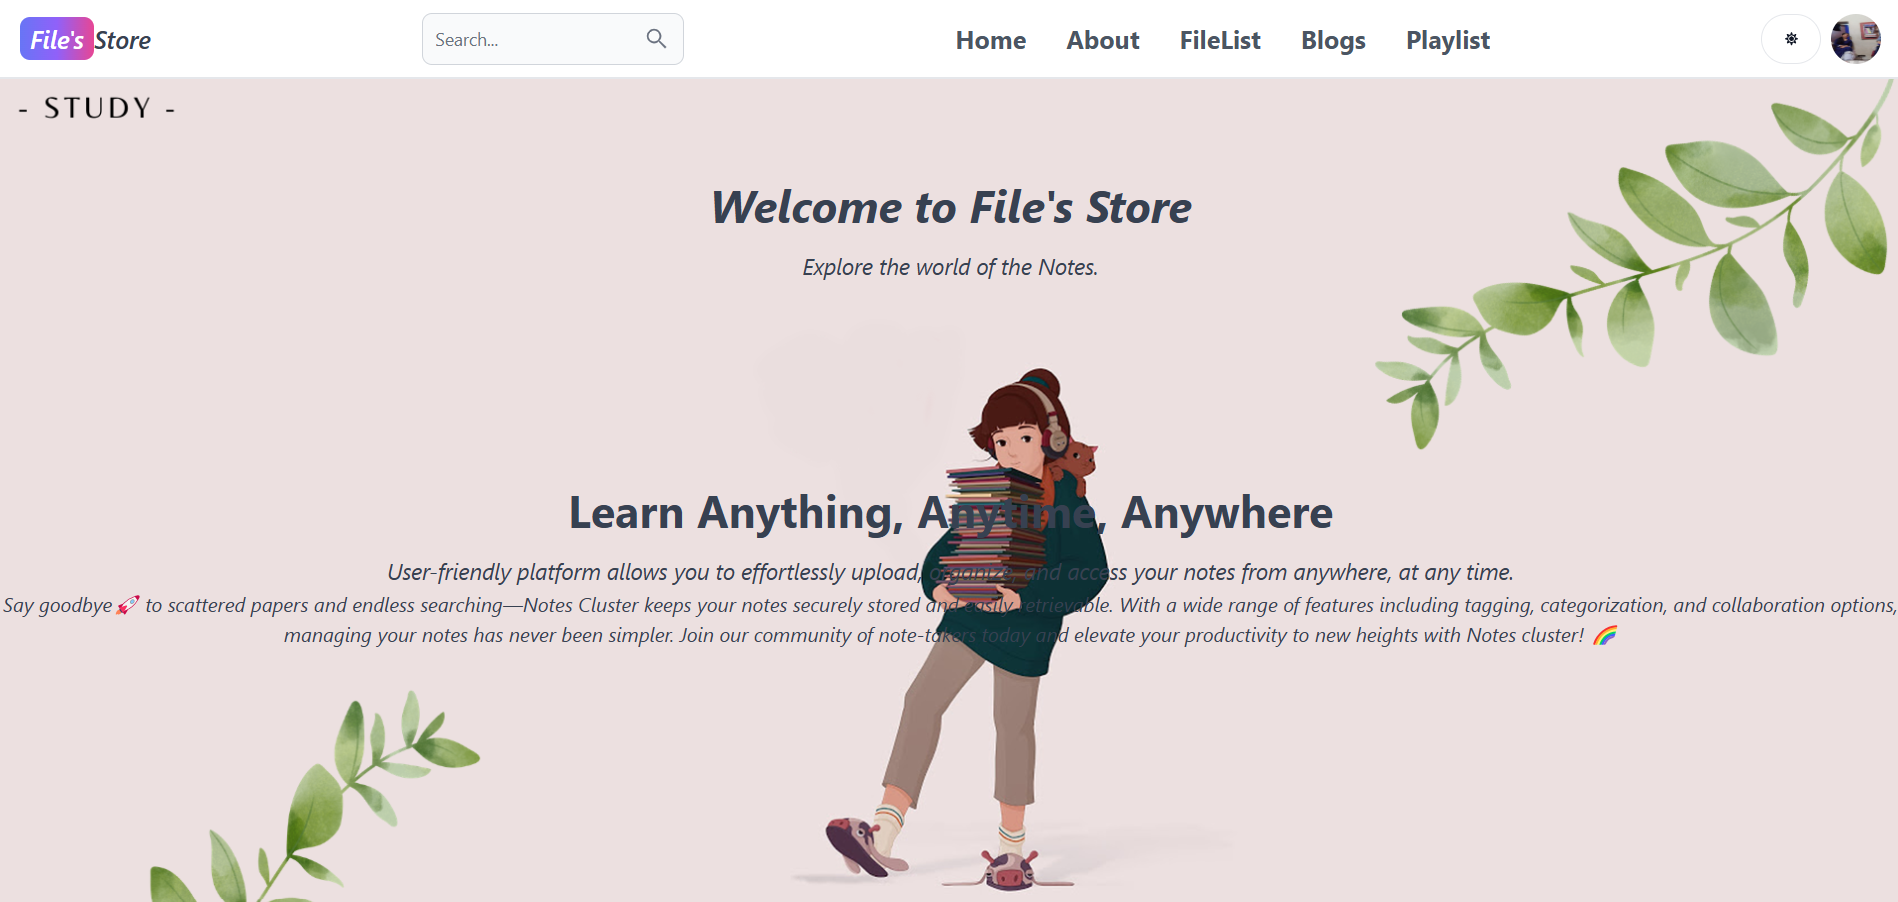 File's Store
Search...
Home About FileList Blogs Playlist
- STUDY -
Welcome to File's Store
Explore the world of the Notes.
Learn Anything, Anytime, Anywhere
User-friendly platform allows you to effortlessly upload, organize, and access your notes from anywhere, at any time.
Say goodbye 🚀 to scattered papers and endless searching—Notes Cluster keeps your notes securely stored and easily retrievable. With a wide range of features including tagging, categorization, and collaboration options,
managing your notes has never been simpler. Join our community of note-takers today and elevate your productivity to new heights with Notes cluster! 🌈